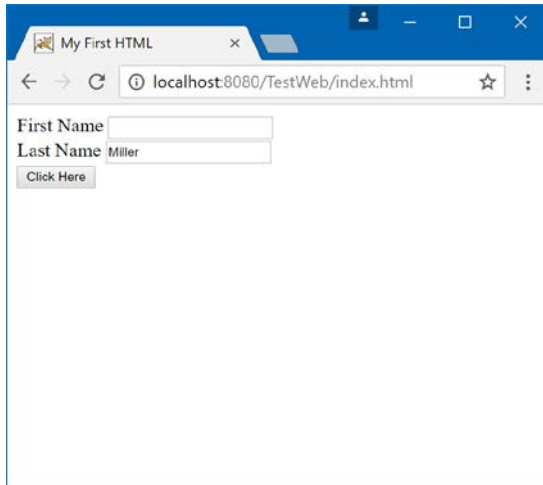 My First HTML
localhost:8080/TestWeb/index.html
First Name
Last Name Miller
Click Here